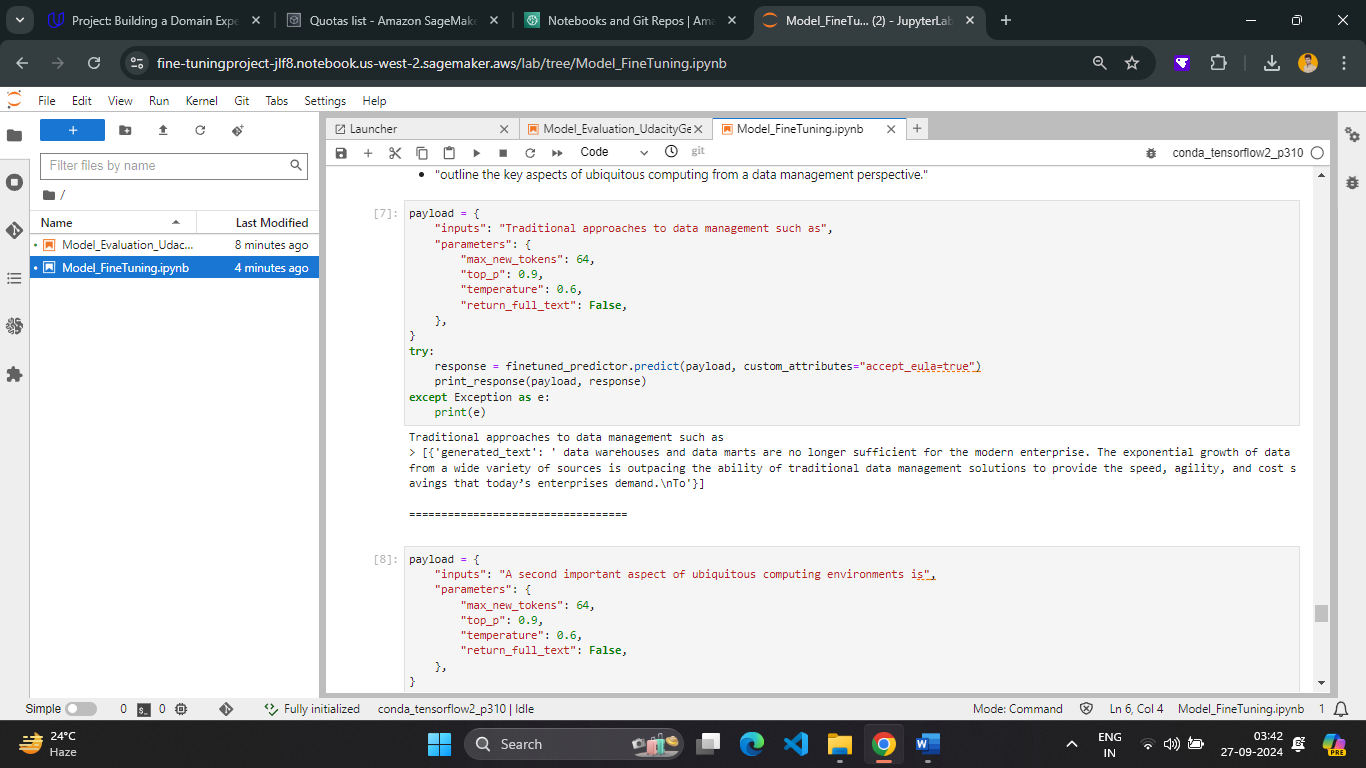 Project: Building a Domain Expe
Quotas list - Amazon SageMake
Notebooks and Git Repos | Ama
Model_FineTu... (2) - JupyterLab
fine-tuningproject-jlf8.notebook.us-west-2.sagemaker.aws/lab/tree/Model_FineTuning.ipynb
File Edit View Run Kernel Git Tabs Settings Help
Launcher
Model_Evaluation_UdacityGe
Model_FineTuning.ipynb
Filter files by name
Code
git
conda_tensorflow2_p310
/
Name
Last Modified
Model_Evaluation_Udac...
8 minutes ago
Model_FineTuning.ipynb
4 minutes ago
• "outline the key aspects of ubiquitous computing from a data management perspective."
[7]:
payload = {
"inputs": "Traditional approaches to data management such as",
"parameters": {
"max_new_tokens": 64,
"top_p": 0.9,
"temperature": 0.6,
"return_full_text": False,
},
}
try:
response = finetuned_predictor.predict(payload, custom_attributes="accept_eula=true")
print_response(payload, response)
except Exception as e:
print(e)
Traditional approaches to data management such as
> [{'generated_text': ' data warehouses and data marts are no longer sufficient for the modern enterprise. The exponential growth of data
from a wide variety of sources is outpacing the ability of traditional data management solutions to provide the speed, agility, and cost s
avings that today’s enterprises demand.\nTo'}]
==================================
[8]:
payload = {
"inputs": "A second important aspect of ubiquitous computing environments is",
"parameters": {
"max_new_tokens": 64,
"top_p": 0.9,
"temperature": 0.6,
"return_full_text": False,
},
}
Simple
0
0
Fully initialized
conda_tensorflow2_p310 | Idle
Mode: Command
Ln 6, Col 4
Model_FineTuning.ipynb
1
24°C
Haze
Search
PRE
ENG
IN
03:42
27-09-2024